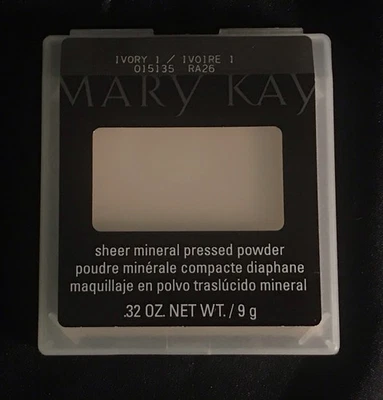 IVORY 1 / IVOIRE 1
015135 RA26
MARY KAY
sheer mineral pressed powder
poudre minérale compacte diaphane
maquillaje en polvo traslúcido mineral
.32 OZ. NET WT. / 9 g